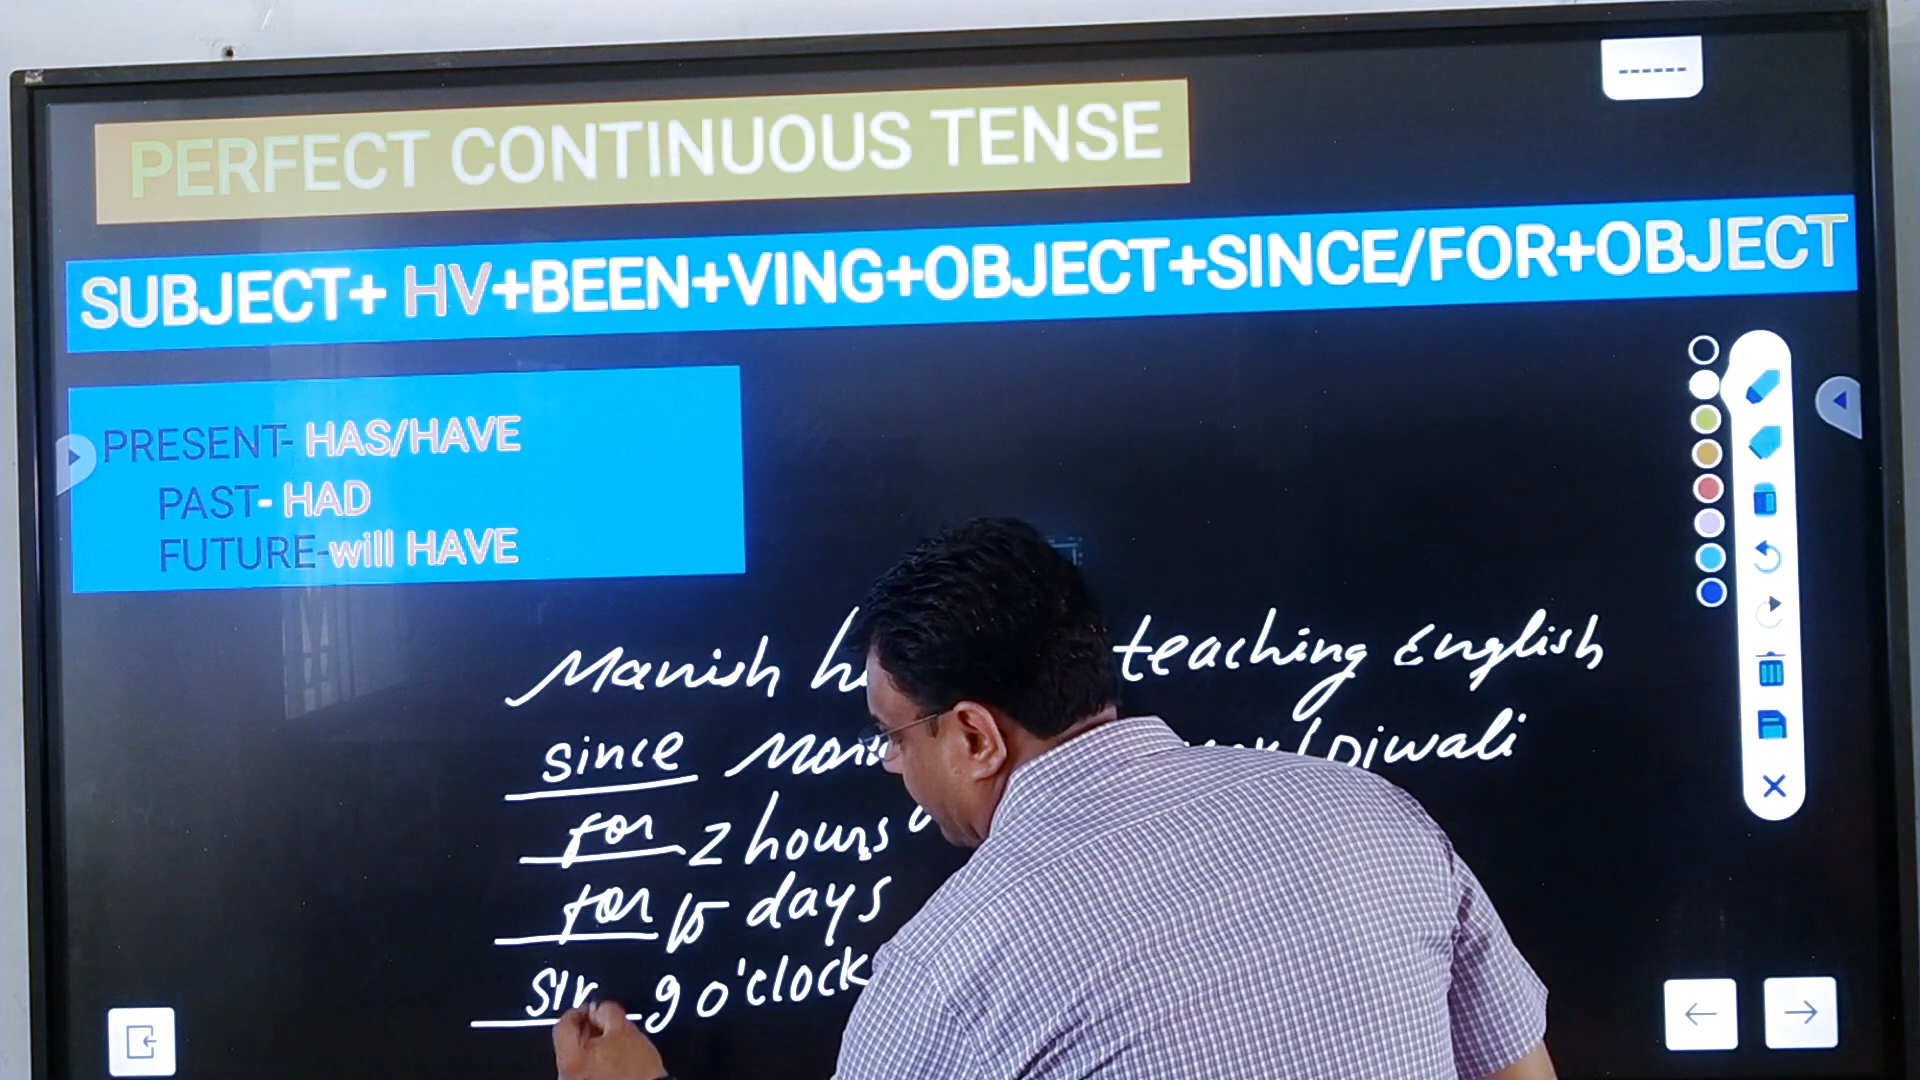 ------
PERFECT CONTINUOUS TENSE
SUBJECT+ HV+BEEN+VING+OBJECT+SINCE/FOR+OBJECT
PRESENT- HAS/HAVE
PAST- HAD
FUTURE-will HAVE
Manish teaching English
since / Diwali
for 2 hours
for 15 days
9 o'clock